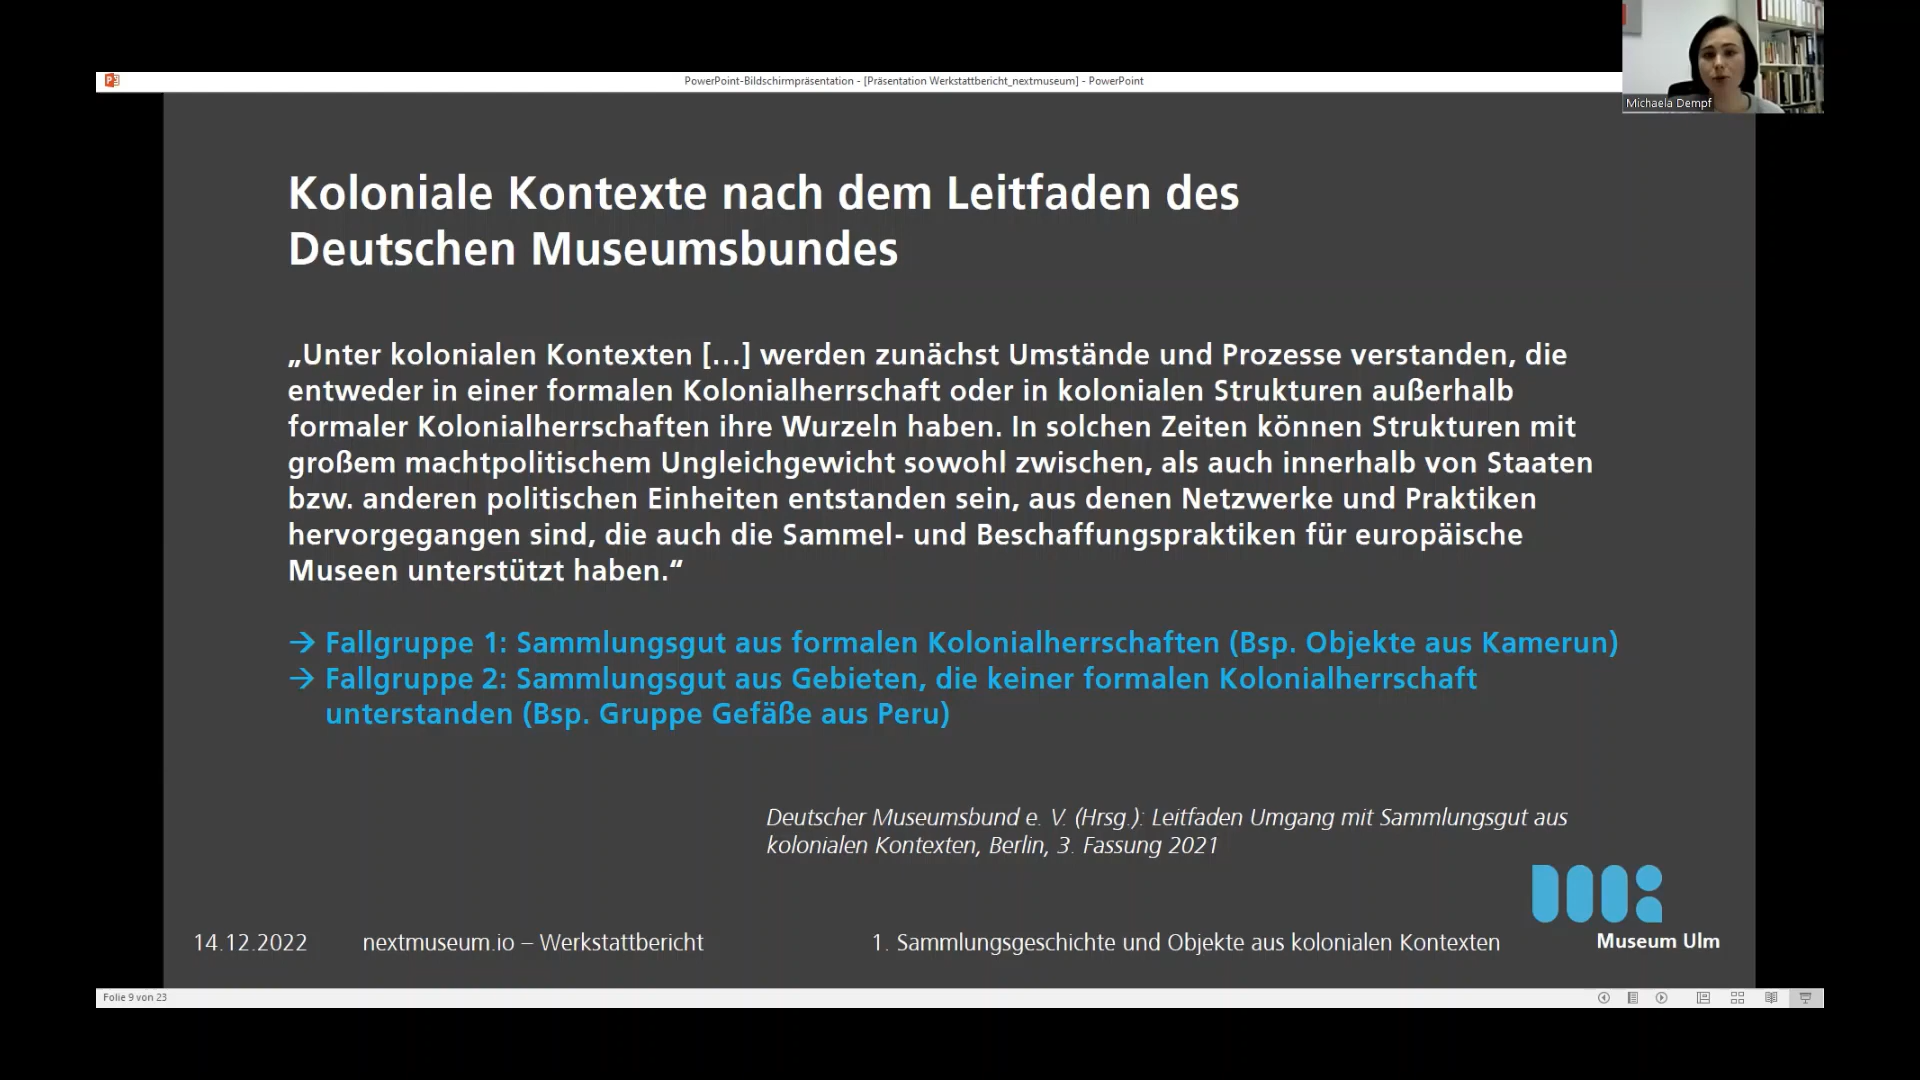 PowerPoint-Bildschirmpräsentation - [Präsentation Werkstattbericht_nextmuseum] - PowerPoint
Michaela Dempf
Koloniale Kontexte nach dem Leitfaden des
Deutschen Museumsbundes
„Unter kolonialen Kontexten [...] werden zunächst Umstände und Prozesse verstanden, die
entweder in einer formalen Kolonialherrschaft oder in kolonialen Strukturen außerhalb
formaler Kolonialherrschaften ihre Wurzeln haben. In solchen Zeiten können Strukturen mit
großem machtpolitischem Ungleichgewicht sowohl zwischen, als auch innerhalb von Staaten
bzw. anderen politischen Einheiten entstanden sein, aus denen Netzwerke und Praktiken
hervorgegangen sind, die auch die Sammel- und Beschaffungspraktiken für europäische
Museen unterstützt haben.“
→ Fallgruppe 1: Sammlungsgut aus formalen Kolonialherrschaften (Bsp. Objekte aus Kamerun)
→ Fallgruppe 2: Sammlungsgut aus Gebieten, die keiner formalen Kolonialherrschaft
unterstanden (Bsp. Gruppe Gefäße aus Peru)
Deutscher Museumsbund e. V. (Hrsg.): Leitfaden Umgang mit Sammlungsgut aus
kolonialen Kontexten, Berlin, 3. Fassung 2021
14.12.2022 nextmuseum.io – Werkstattbericht 1. Sammlungsgeschichte und Objekte aus kolonialen Kontexten Museum Ulm
Folie 9 von 23